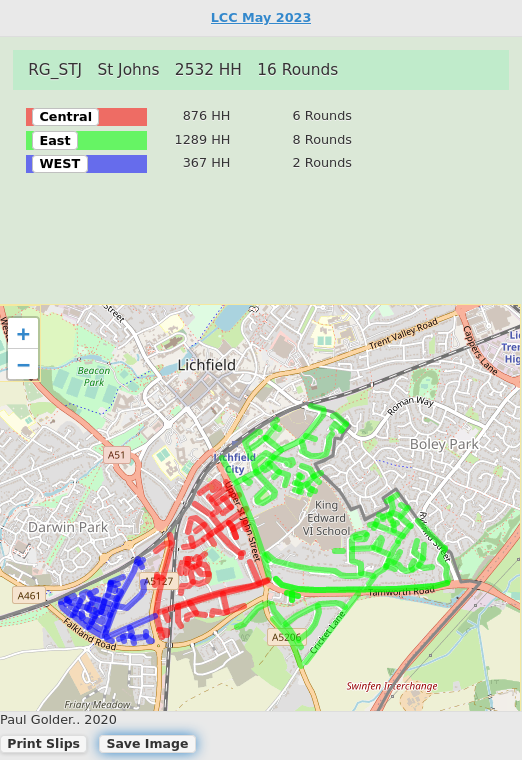 LCC May 2023
RG_STJ St Johns 2532 HH 16 Rounds
Central 876 HH 6 Rounds
East 1289 HH 8 Rounds
WEST 367 HH 2 Rounds
+
−
Street
Trent Valley Road
Cappers Lane
Lichfield
Beacon
Park
Roman Way
Boley Park
A51
Lichfield
City
Upper St John Street
King
Edward
VI School
Darwin Park
A5127
A461
Tamworth Road
Falkland Road
A5206
Cricket Lane
Swinfen Interchange
Friary Meadow
Paul Golder.. 2020
Print Slips Save Image